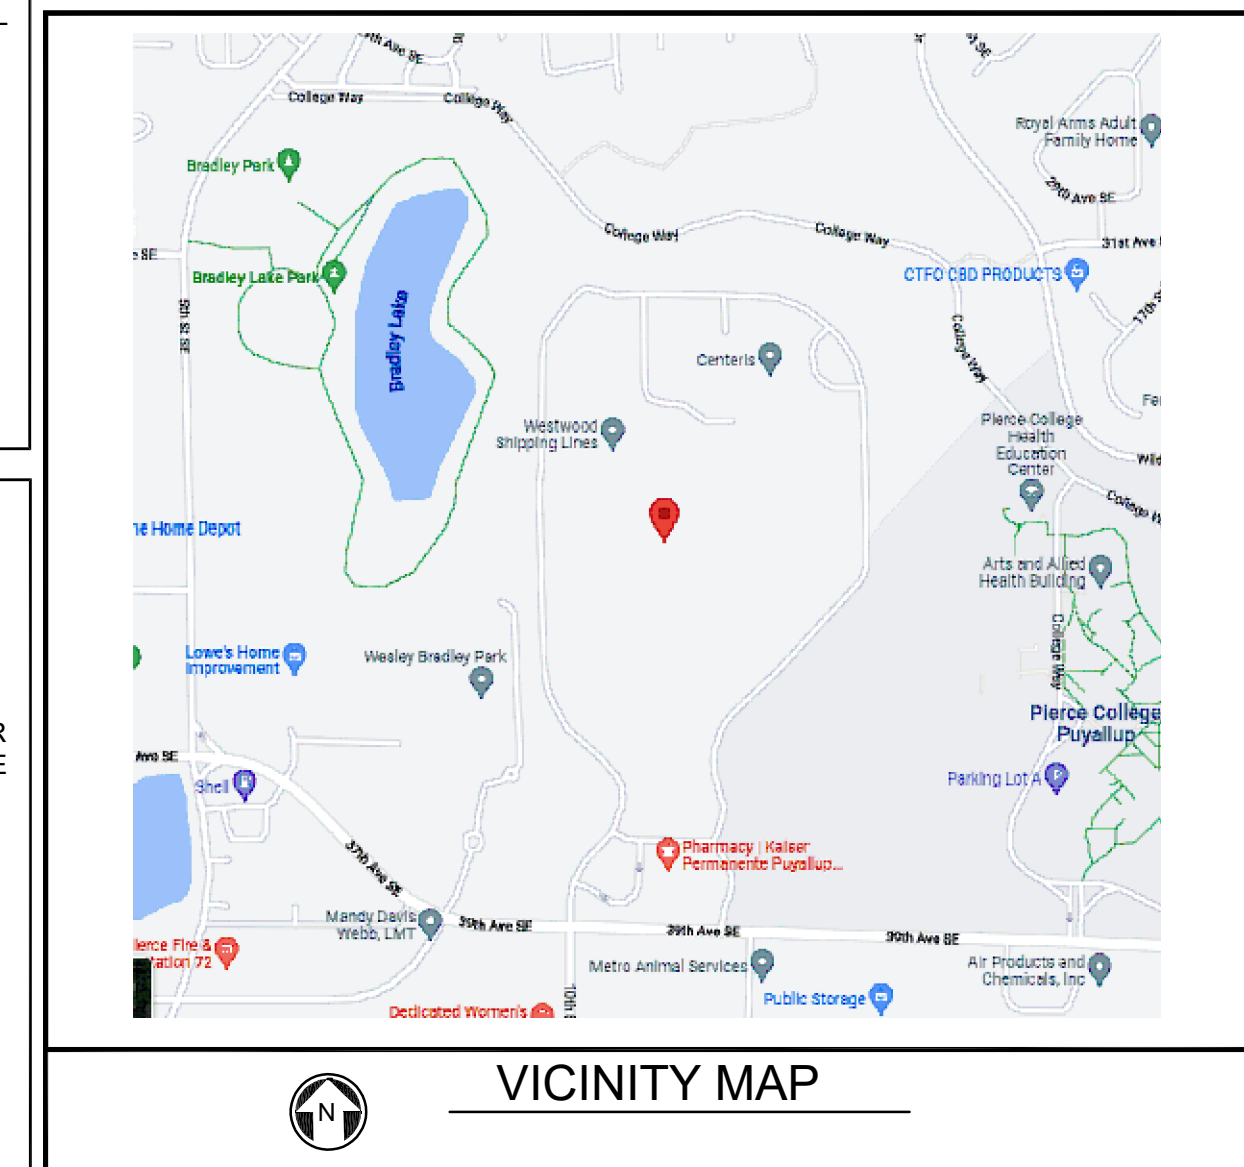 College Way
College Way
Royal Arms Adult
Family Home
Bradley Park
College Way
College Way
31st Ave
Bradley Lake Park
CTFO CBD PRODUCTS
5th St SE
Bradley Lake
College Way
Centeris
Westwood
Shipping Lines
Pierce College
Health
Education
Center
College W
Home Depot
Arts and Allied
Health Building
College Way
Lowe's Home
Improvement
Wesley Bradley Park
Pierce College
Puyallup
Ave SE
Shell
Parking Lot A
37th Ave SE
Pharmacy | Kaiser
Permanente Puyallup...
Mandy Davis
Webb, LMT
39th Ave SE
39th Ave SE
39th Ave SE
Fire &
72
Metro Animal Services
Air Products and
Chemicals, Inc
Public Storage
10th
Dedicated Women's
R
E
N
VICINITY MAP